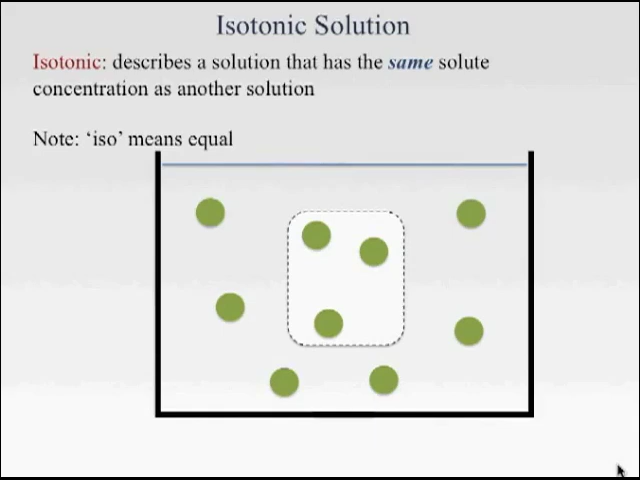 Isotonic Solution
Isotonic: describes a solution that has the same solute
concentration as another solution
Note: ‘iso’ means equal